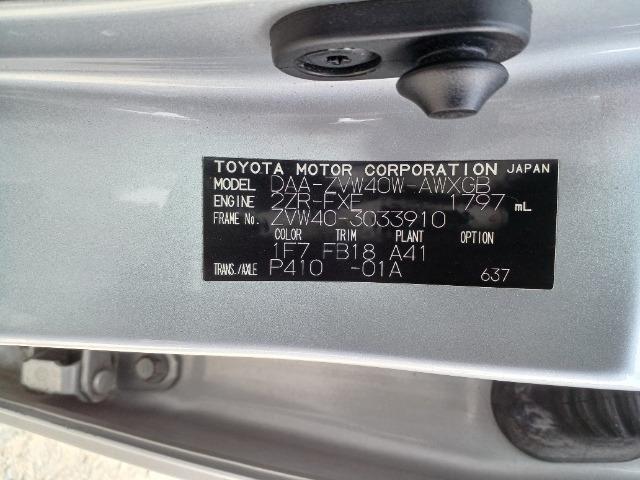 TOYOTA MOTOR CORPORATION JAPAN
MODEL DAA-ZVW40W-AWXGB
ENGINE 2ZR-FXE 1797 mL
FRAME No. ZVW40-3033910
COLOR TRIM PLANT OPTION
1F7 FB18 A41
TRANS./AXLE P410 -01A 637